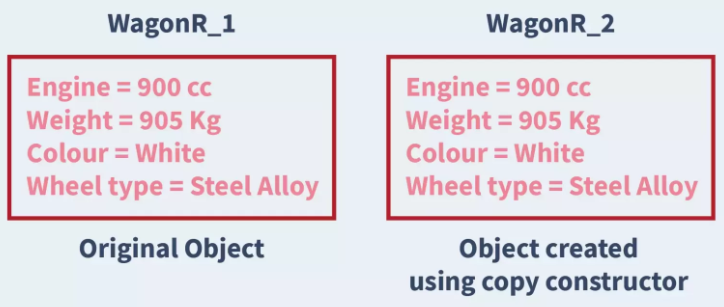 WagonR_1
Engine = 900 cc
Weight = 905 Kg
Colour = White
Wheel type = Steel Alloy
Original Object
WagonR_2
Engine = 900 cc
Weight = 905 Kg
Colour = White
Wheel type = Steel Alloy
Object created
using copy constructor